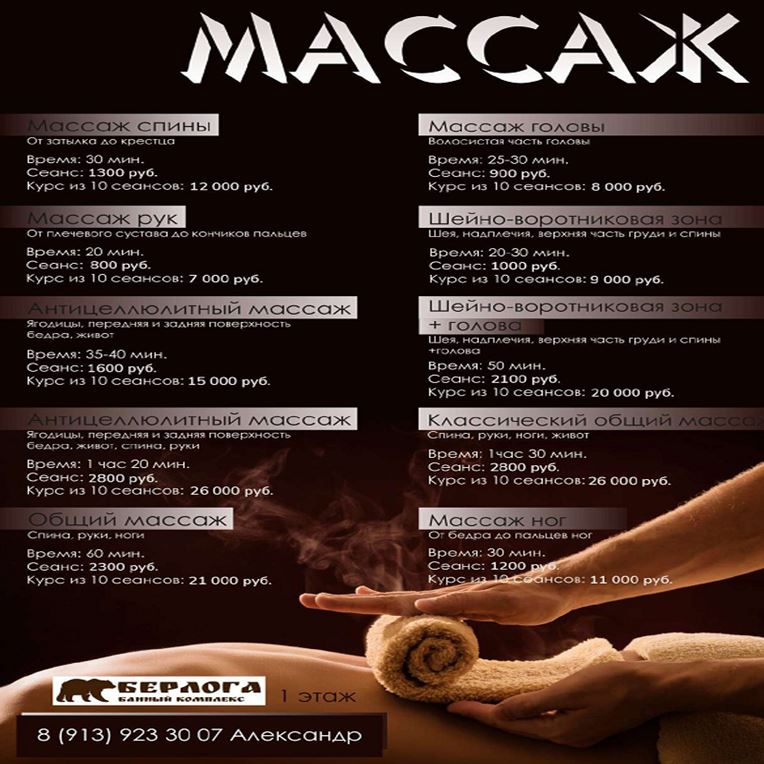 МАССАЖ
Массаж спины
От затылка до крестца
Время: 30 мин.
Сеанс: 1300 руб.
Курс из 10 сеансов: 12 000 руб.
Массаж рук
От плечевого сустава до кончиков пальцев
Время: 20 мин.
Сеанс: 800 руб.
Курс из 10 сеансов: 7 000 руб.
Антицеллюлитный массаж
Ягодицы, передняя и задняя поверхность
бедра, живот
Время: 35-40 мин.
Сеанс: 1600 руб.
Курс из 10 сеансов: 15 000 руб.
Антицеллюлитный массаж
Ягодицы, передняя и задняя поверхность
бедра, живот, спина, руки
Время: 1 час 20 мин.
Сеанс: 2800 руб.
Курс из 10 сеансов: 26 000 руб.
Общий массаж
Спина, руки, ноги
Время: 60 мин.
Сеанс: 2300 руб.
Курс из 10 сеансов: 21 000 руб.
Массаж головы
Волосистая часть головы
Время: 25-30 мин.
Сеанс: 900 руб.
Курс из 10 сеансов: 8 000 руб.
Шейно-воротниковая зона
Шея, надплечия, верхняя часть груди и спины
Время: 20-30 мин.
Сеанс: 1000 руб.
Курс из 10 сеансов: 9 000 руб.
Шейно-воротниковая зона
+ голова
Шея, надплечия, верхняя часть груди и спины
+голова
Время: 50 мин.
Сеанс: 2100 руб.
Курс из 10 сеансов: 20 000 руб.
Классический общий массаж
Спина, руки, ноги, живот
Время: 1час 30 мин.
Сеанс: 2800 руб.
Курс из 10 сеансов: 26 000 руб.
Массаж ног
От бедра до пальцев ног
Время: 30 мин.
Сеанс: 1200 руб.
Курс из 10 сеансов: 11 000 руб.
БЕРЛОГА
БАННЫЙ КОМПЛЕКС
1 этаж
8 (913) 923 30 07 Александр